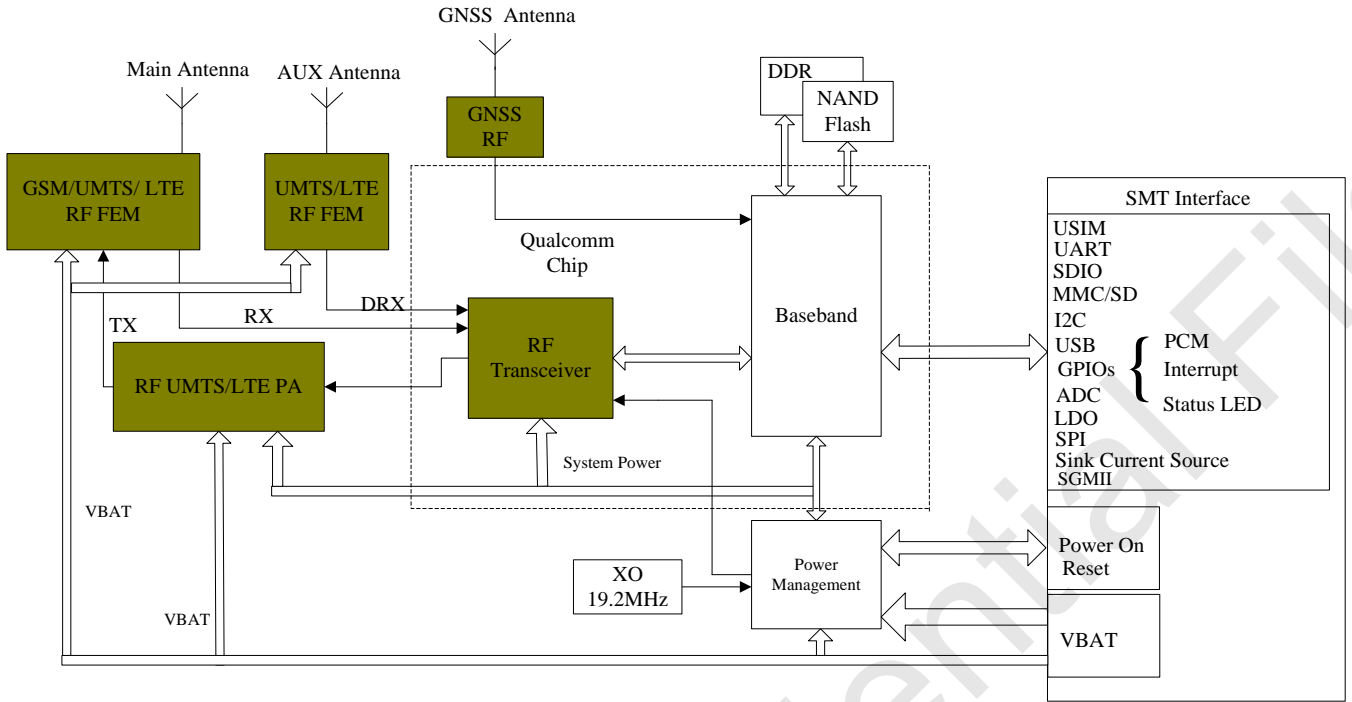 GNSS Antenna
Main Antenna
AUX Antenna
DDR
NAND
Flash
GNSS
RF
GSM/UMTS/ LTE
RF FEM
UMTS/LTE
RF FEM
Qualcomm
Chip
SMT Interface
USIM
UART
SDIO
MMC/SD
I2C
USB
GPIOs
ADC
LDO
SPI
Sink Current Source
SGMII
{
PCM
Interrupt
Status LED
DRX
RX
TX
Baseband
RF
Transceiver
RF UMTS/LTE PA
System Power
VBAT
VBAT
XO
19.2MHz
Power
Management
Power On
Reset
VBAT
ential File